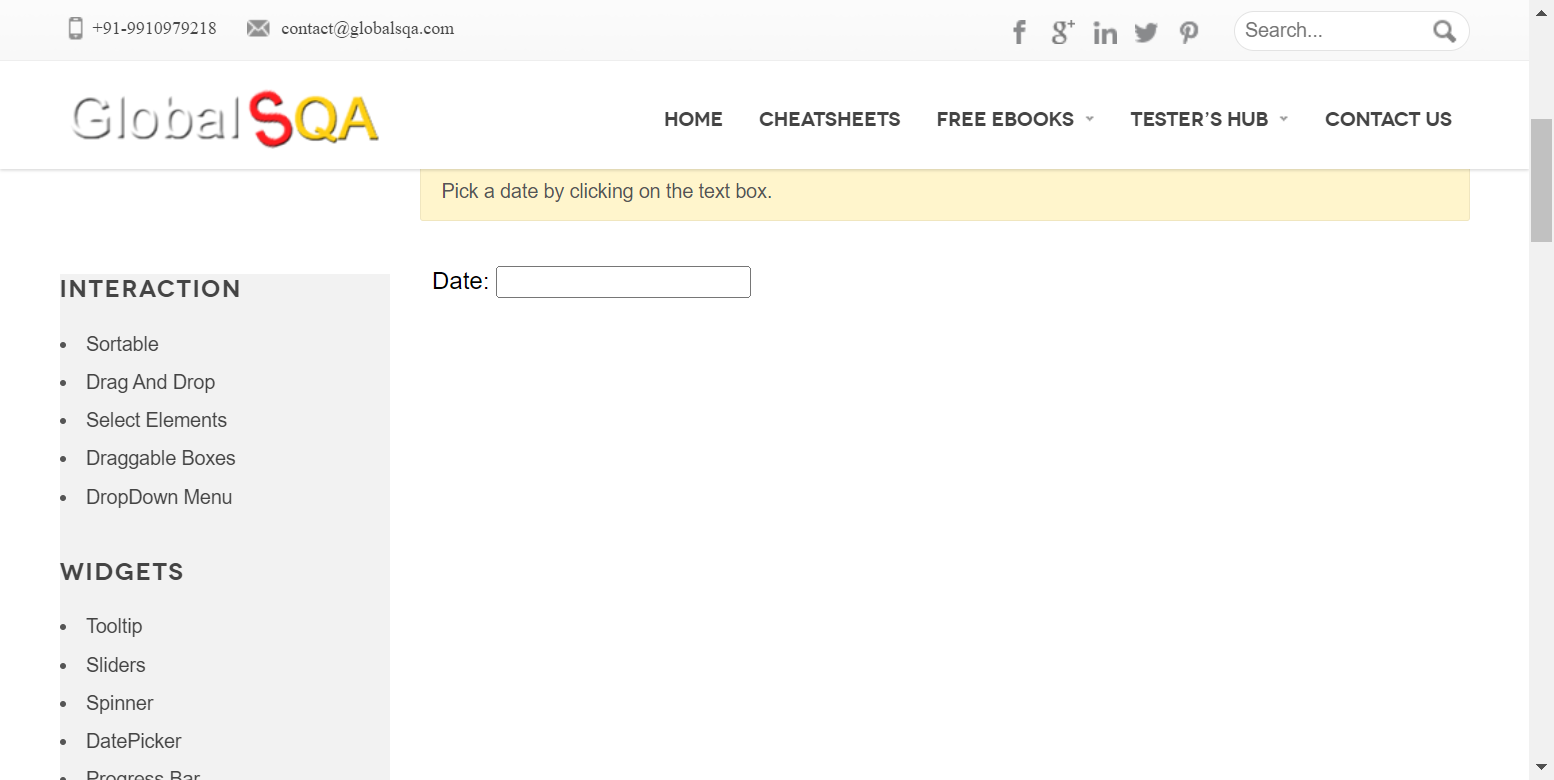 +91-9910979218 contact@globalsqa.com
Search...
GlobalSQA
HOME CHEATSHEETS FREE EBOOKS TESTER’S HUB CONTACT US
Pick a date by clicking on the text box.
Date:
INTERACTION
Sortable
Drag And Drop
Select Elements
Draggable Boxes
DropDown Menu
WIDGETS
Tooltip
Sliders
Spinner
DatePicker
Progress Bar